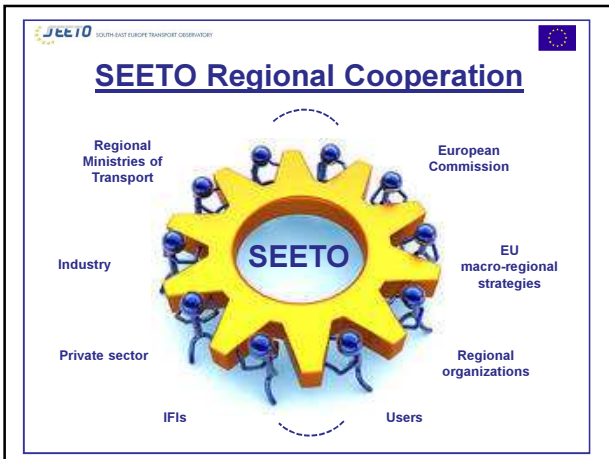 SEETO SOUTH-EAST EUROPE TRANSPORT OBSERVATORY
SEETO Regional Cooperation
Regional
Ministries of
Transport
European
Commission
Industry
SEETO
EU
macro-regional
strategies
Private sector
Regional
organizations
IFIs
Users